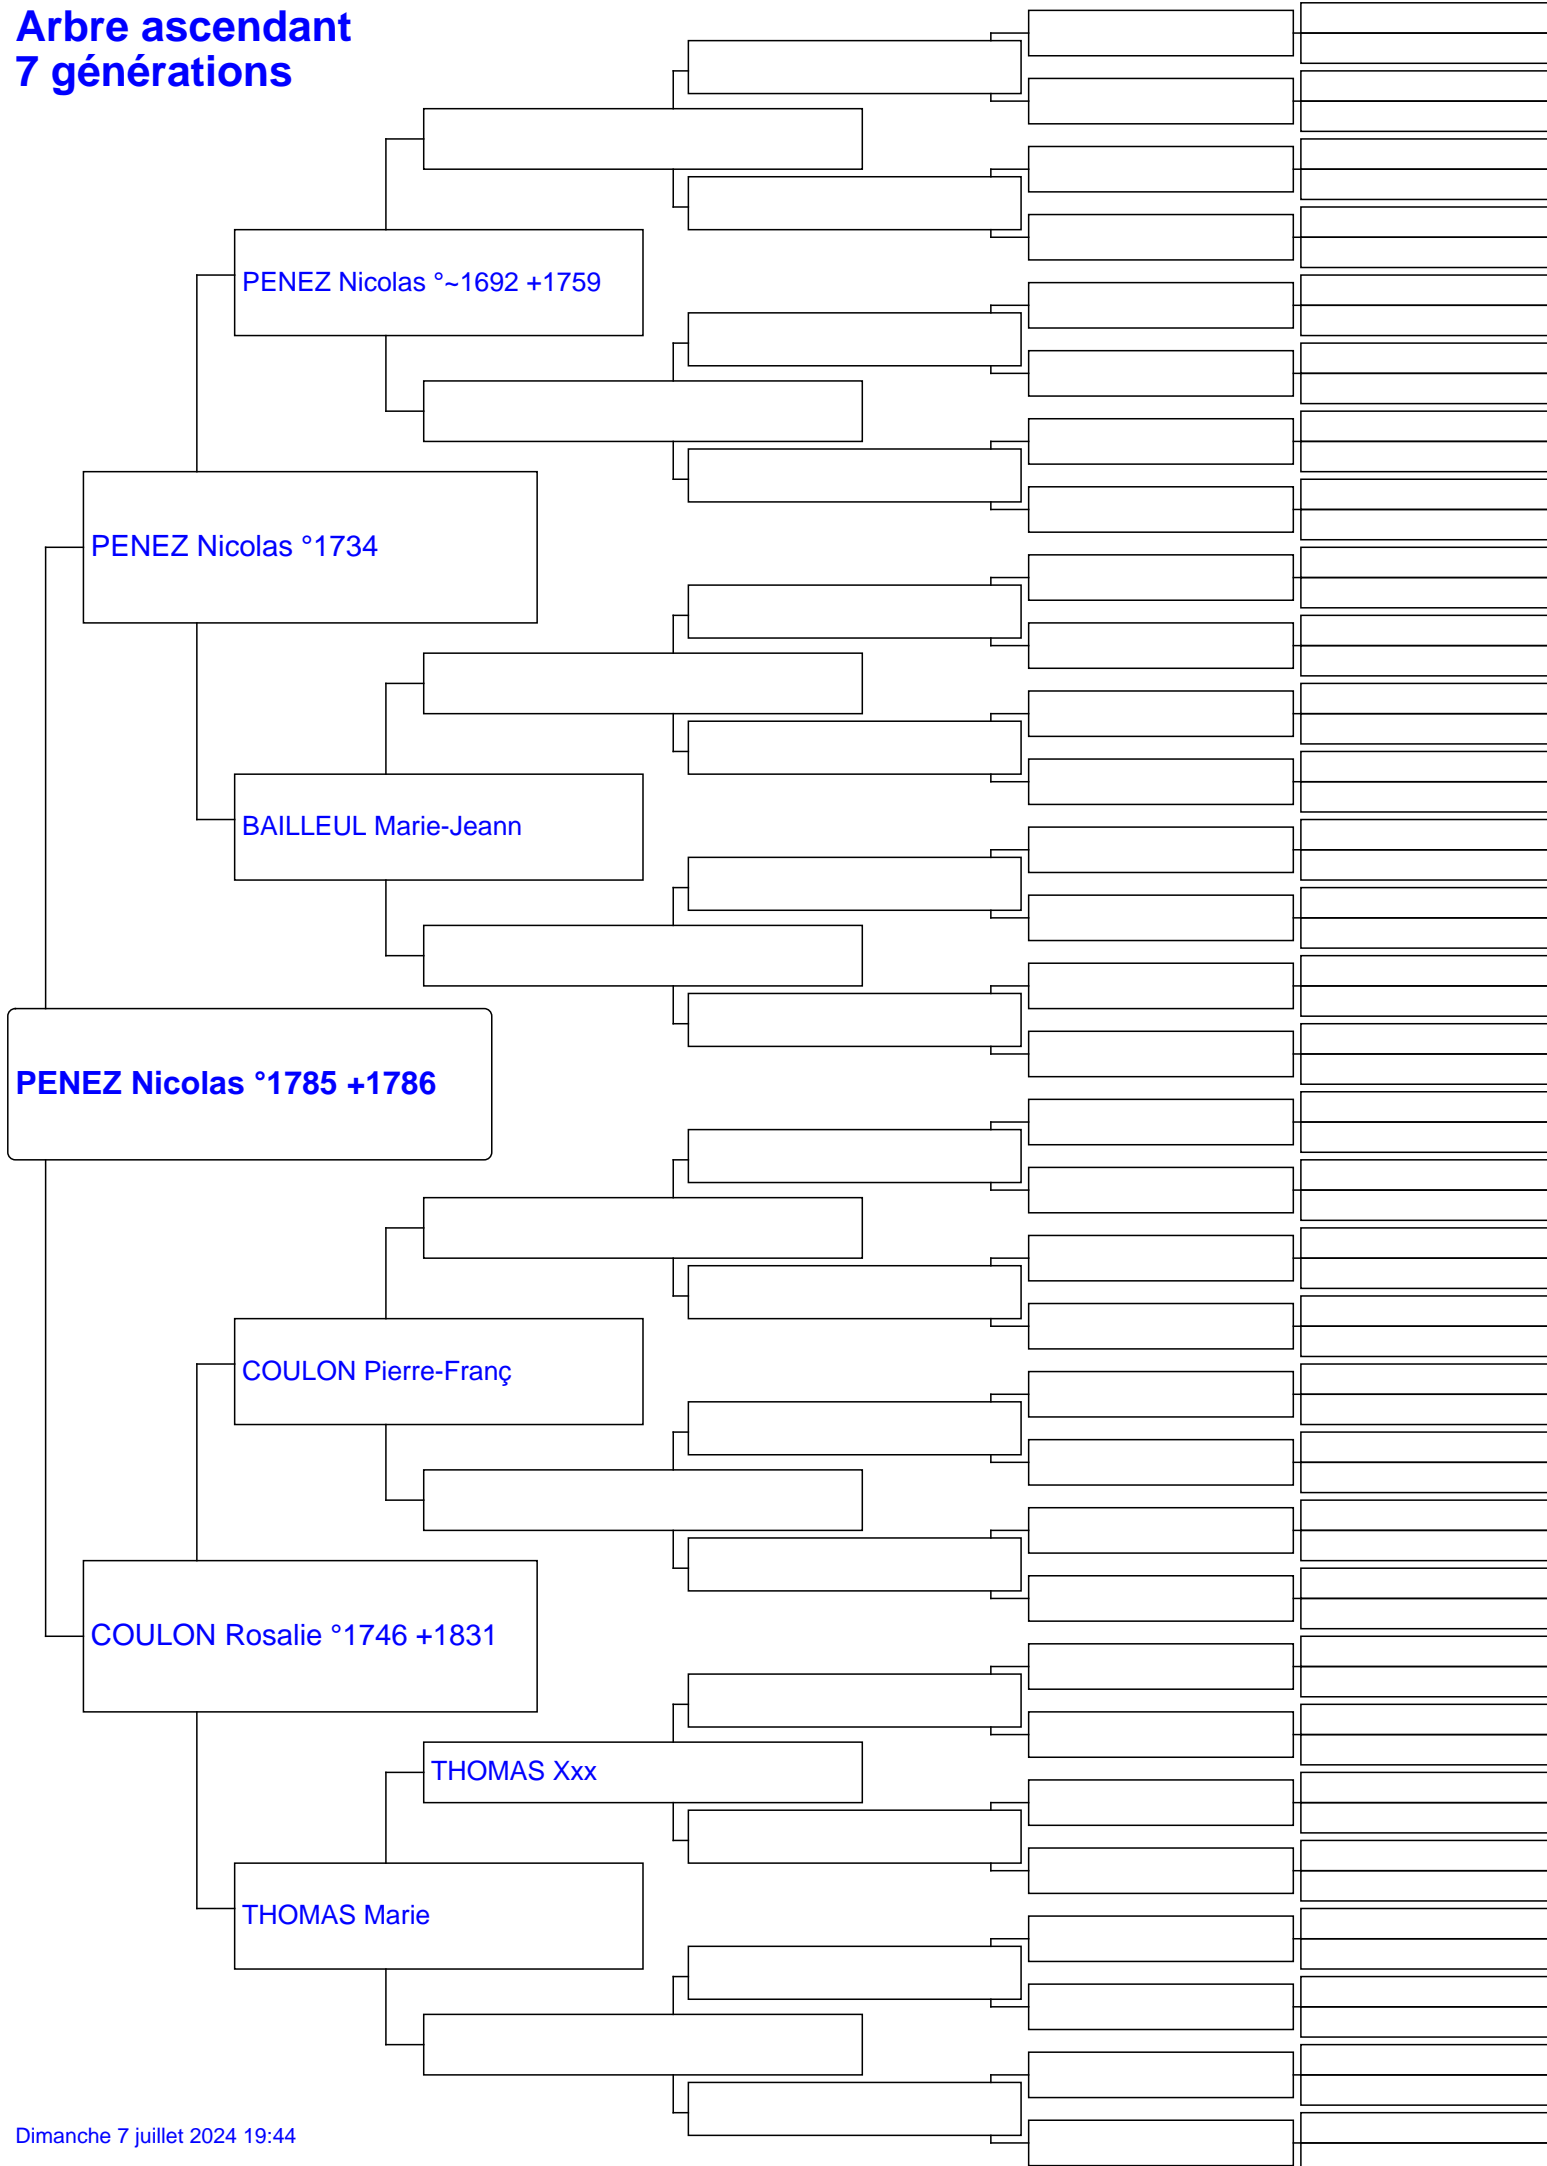 Arbre ascendant
7 générations
PENEZ Nicolas °~1692 +1759
PENEZ Nicolas °1734
BAILLEUL Marie-Jeann
PENEZ Nicolas °1785 +1786
COULON Pierre-Franç
COULON Rosalie °1746 +1831
THOMAS Xxx
THOMAS Marie
Dimanche 7 juillet 2024 19:44